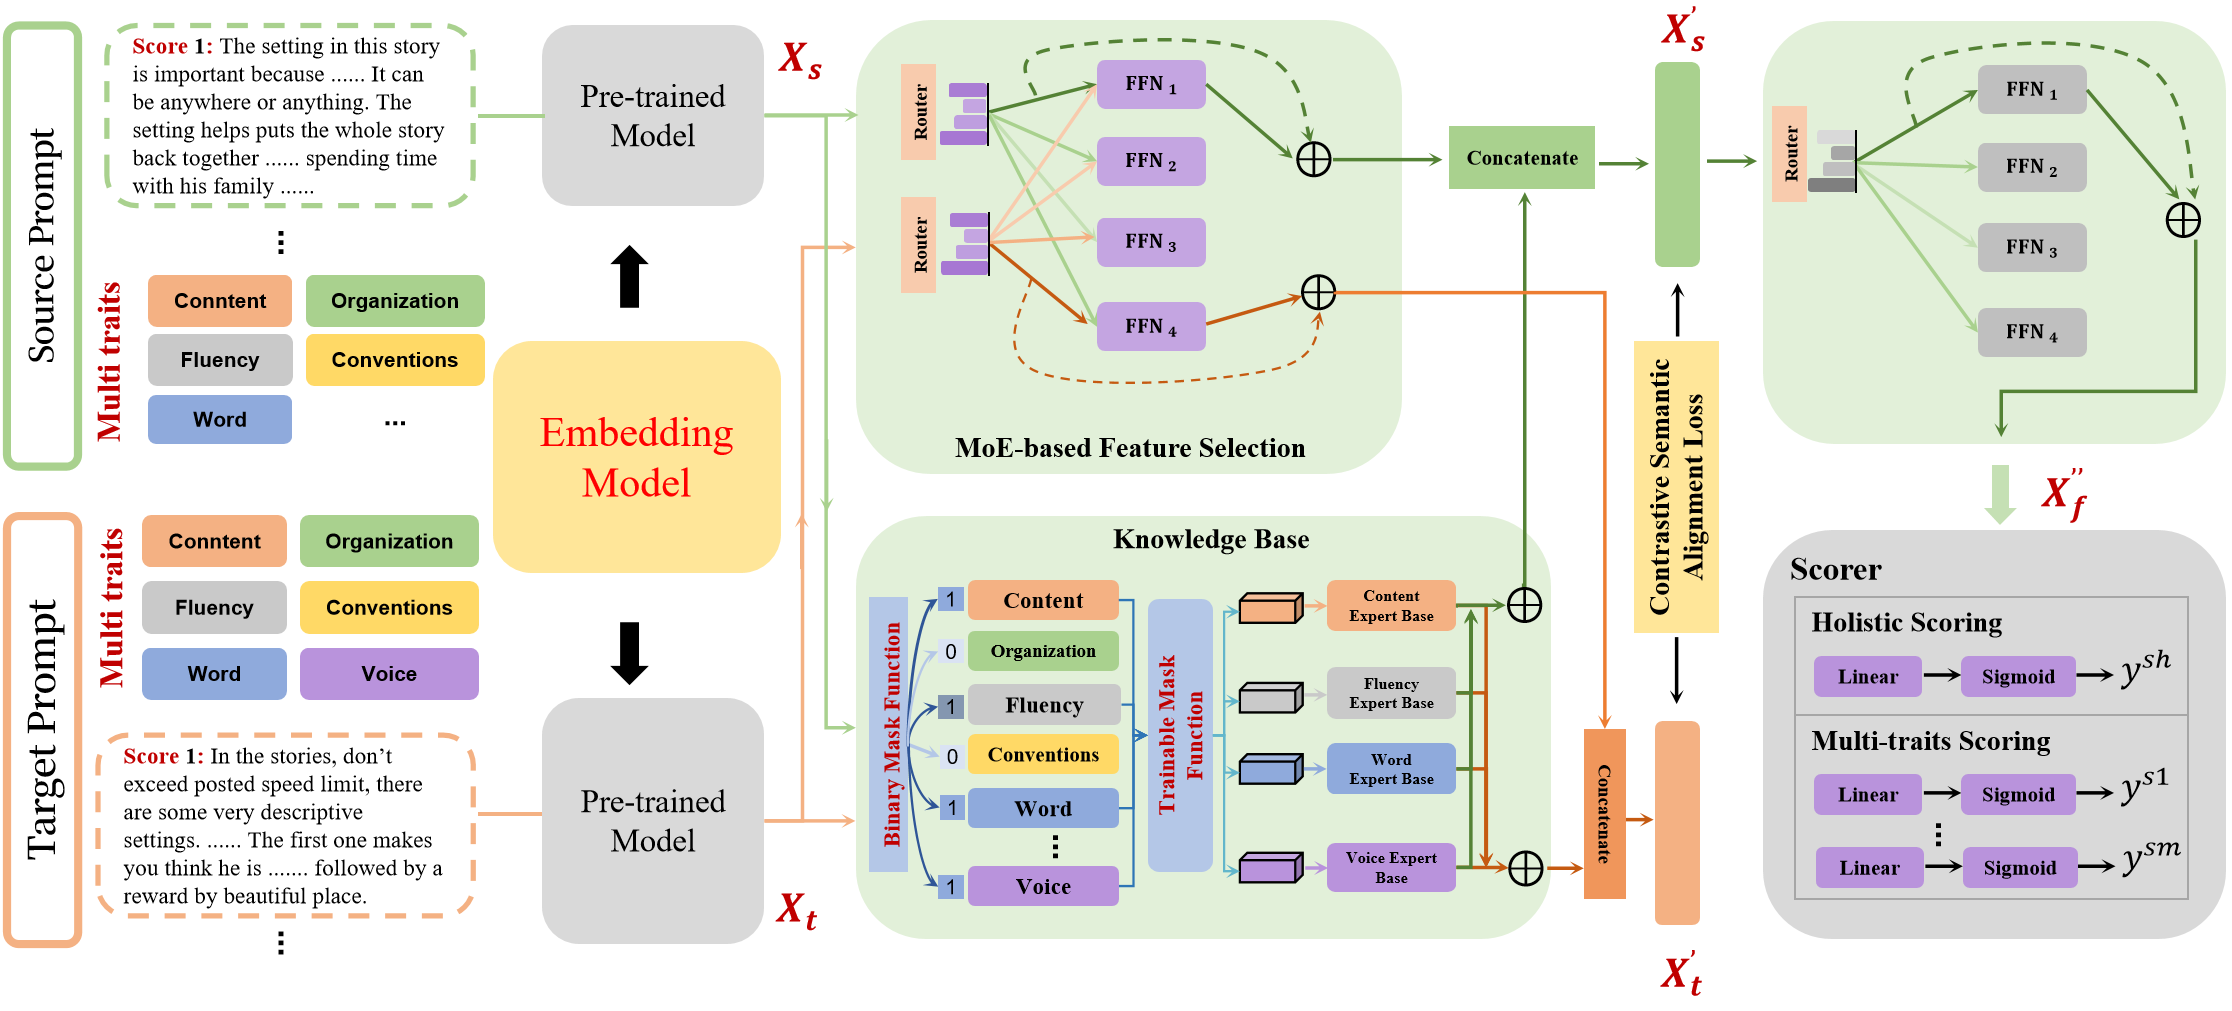 Source Prompt
Score 1: The setting in this story
is important because ...... It can
be anywhere or anything. The
setting helps puts the whole story
back together ...... spending time
with his family ......
...
Multi traits
Conntent
Organization
Fluency
Conventions
Word
...
Target Prompt
Multi traits
Conntent
Organization
Fluency
Conventions
Word
Voice
Score 1: In the stories, don't
exceed posted speed limit, there
are some very descriptive
settings. ...... The first one makes
you think he is ....... followed by a
reward by beautiful place.
...
Pre-trained
Model
Embedding
Model
Pre-trained
Model
Xs
Xt
Router
Router
FFN 1
FFN 2
FFN 3
FFN 4
MoE-based Feature Selection
Knowledge Base
Binary Mask Function
1
Content
0
Organization
1
Fluency
0
Conventions
1
Word
...
1
Voice
Trainable Mask
Function
Content
Expert Base
Fluency
Expert Base
Word
Expert Base
Voice Expert
Base
Concatenate
Concatenate
X's
Contrastive Semantic
Alignment Loss
X't
Router
FFN 1
FFN 2
FFN 3
FFN 4
X''f
Scorer
Holistic Scoring
Linear
Sigmoid
y^sh
Multi-traits Scoring
Linear
Sigmoid
y^s1
...
Linear
Sigmoid
y^sm